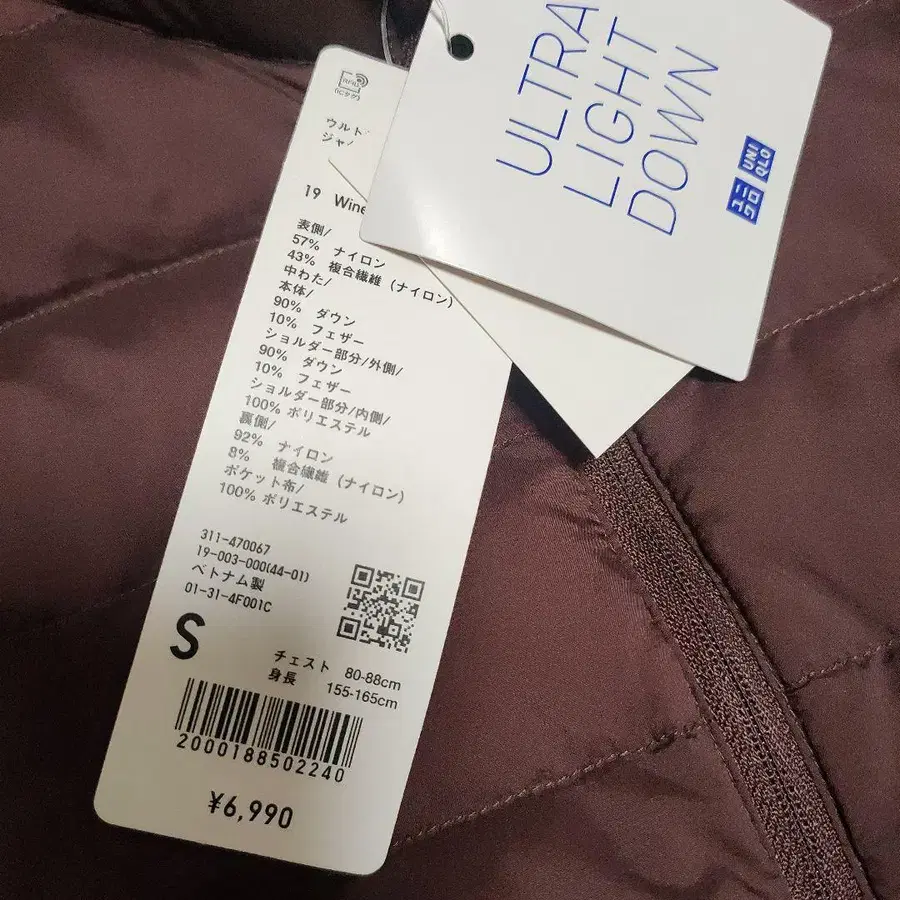 ULTRA
LIGHT
DOWN
UNI
QLO
ユニ
クロ
RFID
(ICタグ)
19 Wine
表側/
57% ナイロン
43% 複合繊維 (ナイロン)
中わた/
本体/
90% ダウン
10% フェザー
ショルダー部分/外側/
90% ダウン
10% フェザー
ショルダー部分/内側/
100% ポリエステル
裏側/
92% ナイロン
8% 複合繊維 (ナイロン)
ポケット布/
100% ポリエステル
311-470067
19-003-000(44-01)
ベトナム製
01-31-4F001C
S
チェスト 80-88cm
身長 155-165cm
2000188502240
¥6,990